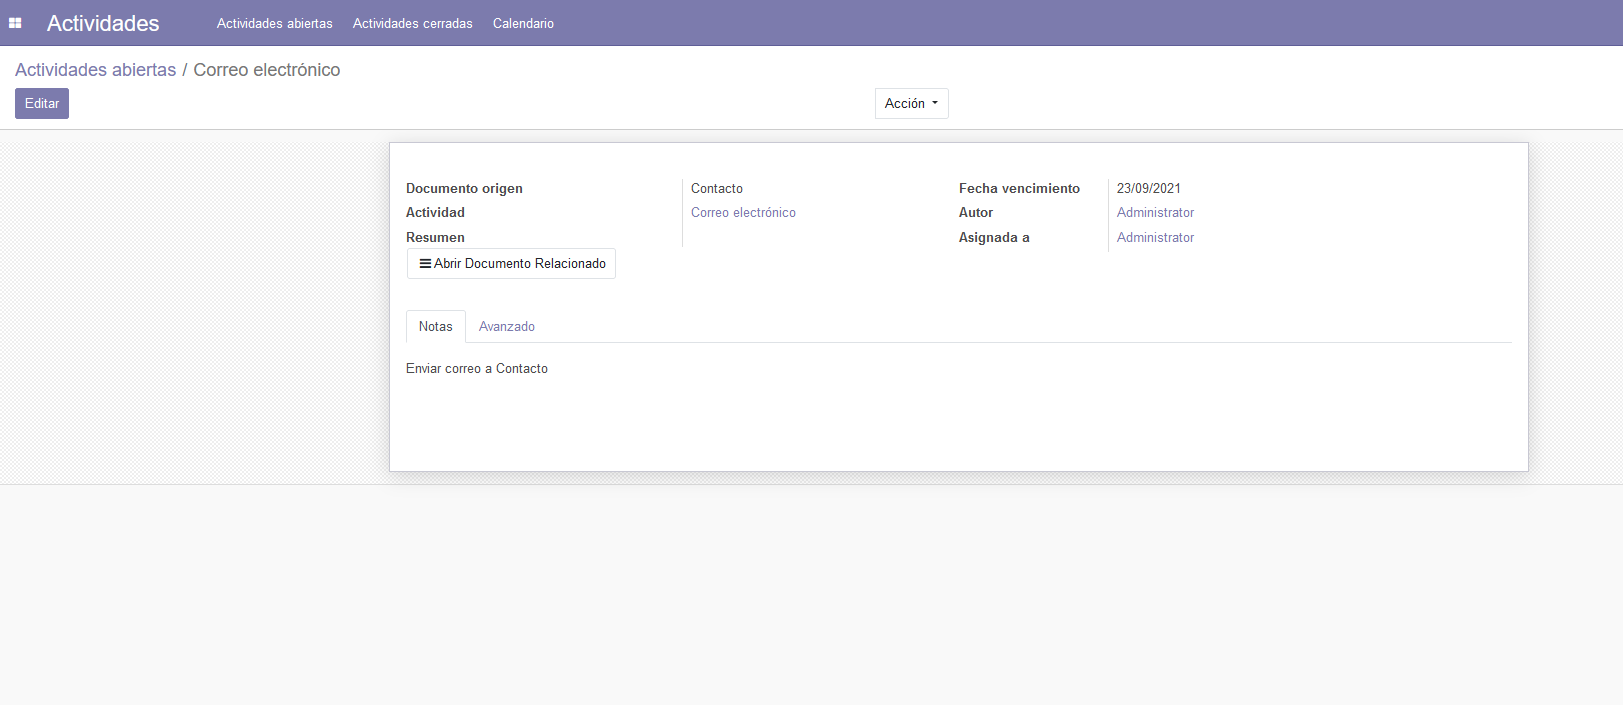 Actividades Actividades abiertas Actividades cerradas Calendario
Actividades abiertas / Correo electrónico
Editar Acción
Documento origen Contacto Fecha vencimiento 23/09/2021
Actividad Correo electrónico Autor Administrator
Resumen Asignada a Administrator
Abrir Documento Relacionado
Notas Avanzado
Enviar correo a Contacto